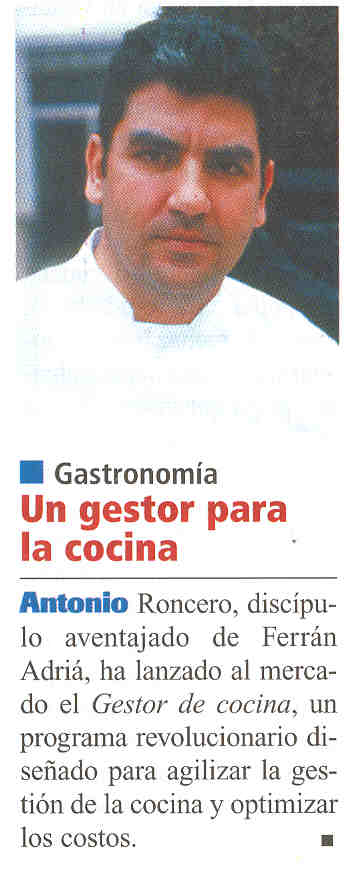 Gastronomía
Un gestor para
la cocina
Antonio Roncero, discípu-
lo aventajado de Ferrán
Adriá, ha lanzado al merca-
do el Gestor de cocina, un
programa revolucionario di-
señado para agilizar la ges-
tión de la cocina y optimizar
los costos.